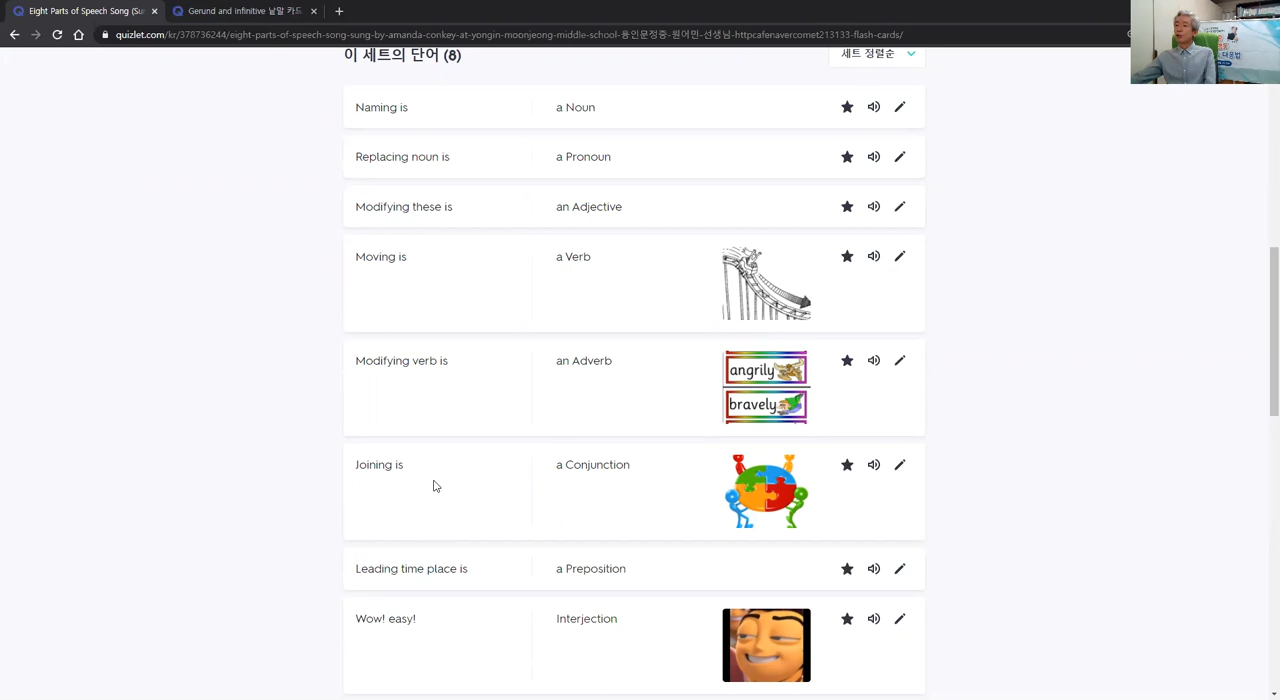 Eight Parts of Speech Song (Sun
Gerund and infinitive 낱말 카드
quizlet.com/kr/378736244/eight-parts-of-speech-song-sung-by-amanda-conkey-at-yongin-moonjeong-middle-school-용인문정중-원어민-선생님-httpcafenavercomet213133-flash-cards/
대용법
이 세트의 단어 (8)
세트 정렬순
Naming is
a Noun
Replacing noun is
a Pronoun
Modifying these is
an Adjective
Moving is
a Verb
Modifying verb is
an Adverb
angrily
bravely
Joining is
a Conjunction
Leading time place is
a Preposition
Wow! easy!
Interjection